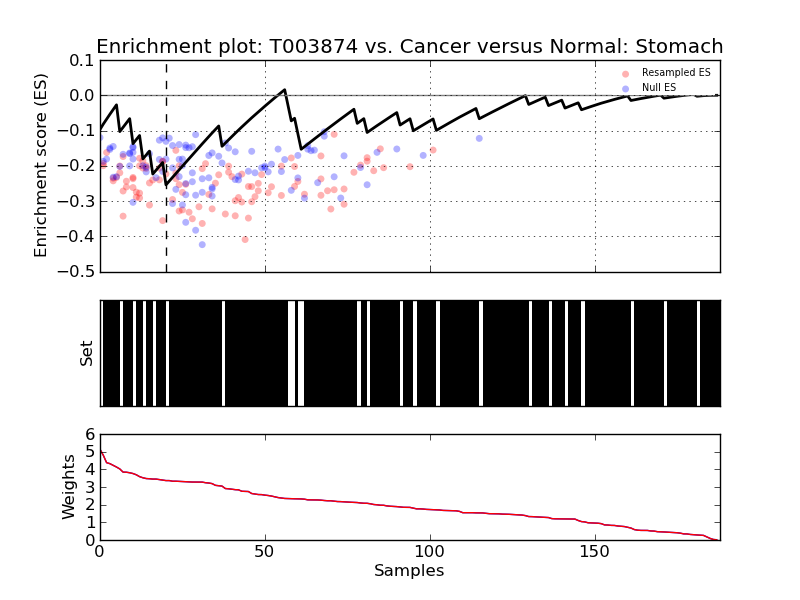 Enrichment plot: T003874 vs. Cancer versus Normal: Stomach
Enrichment score (ES)
0.1
0.0
−0.1
−0.2
−0.3
−0.4
−0.5
Resampled ES
Null ES
Set
Weights
6
5
4
3
2
1
0
0 50 100 150
Samples